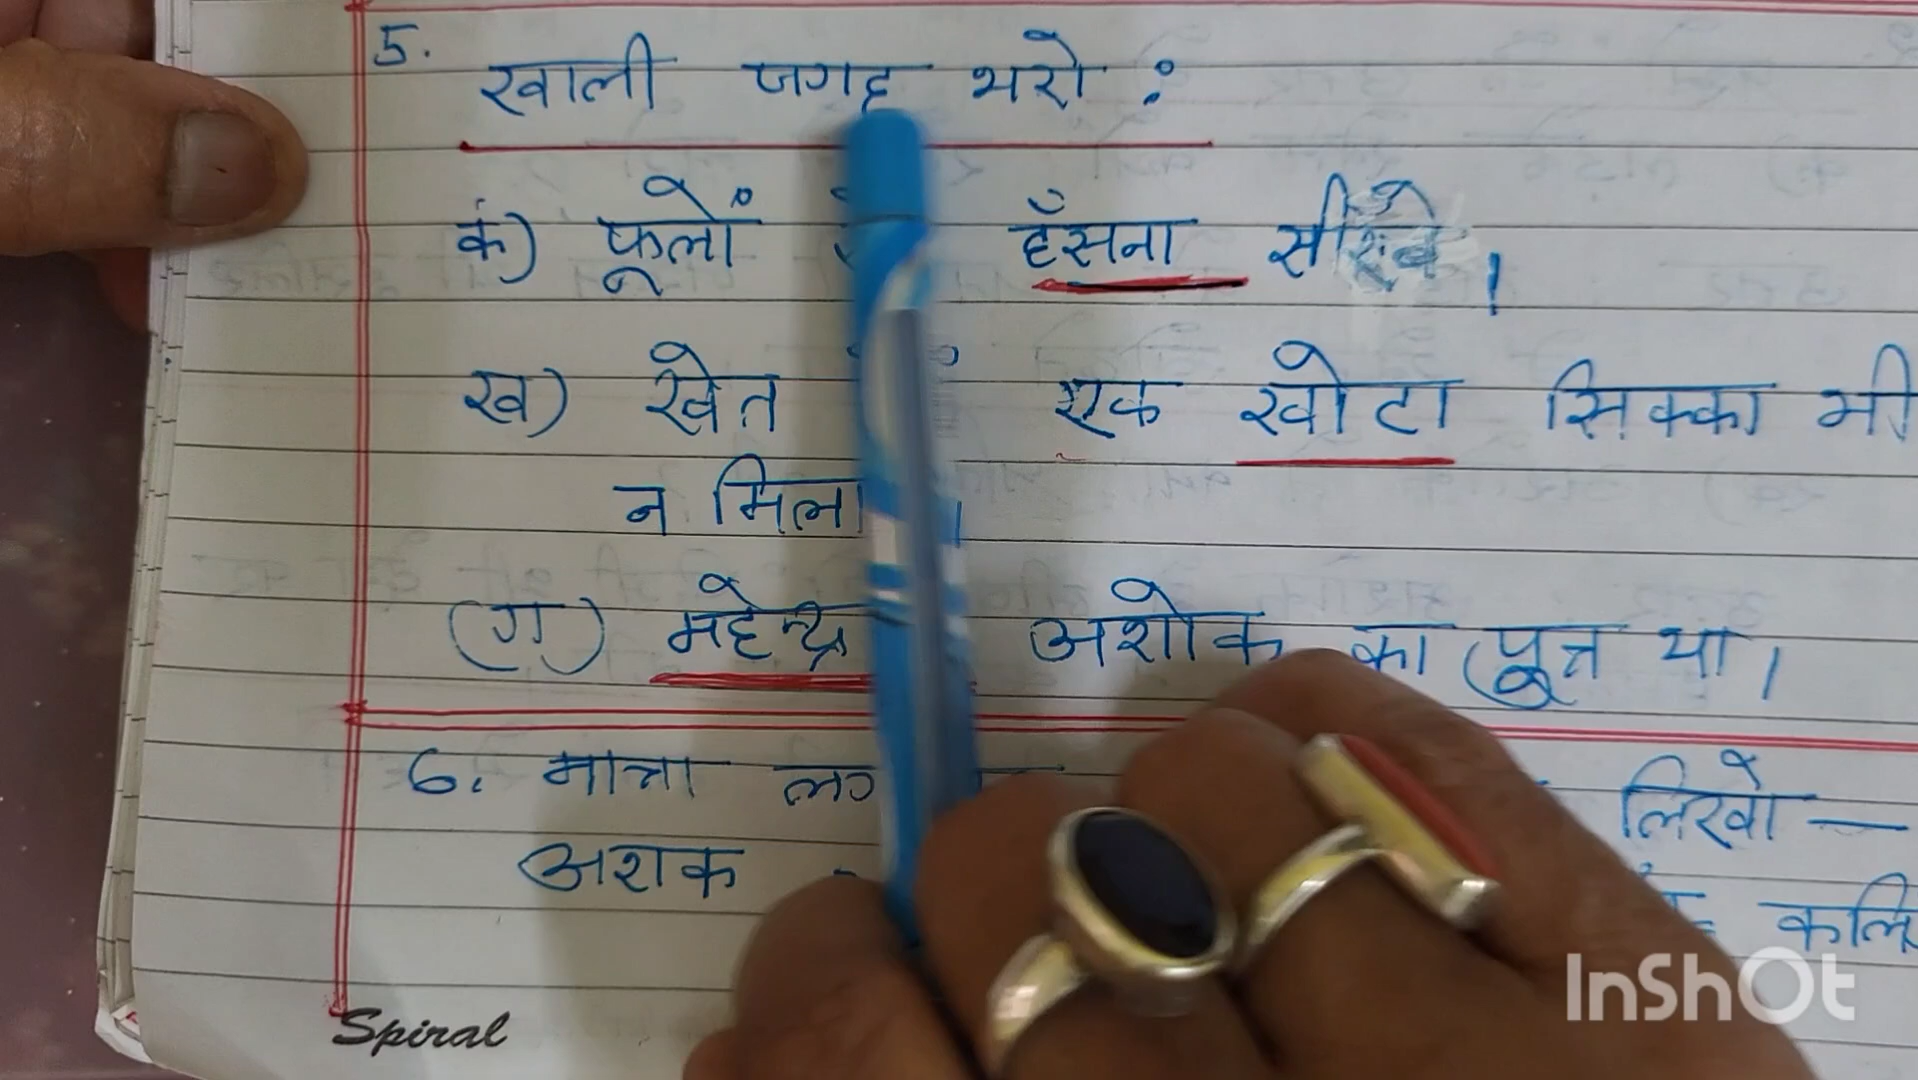 5.
खाली जगह भरो :
कं) फूलों हँसना सीखे ।
ख) खेत एक खोटा सिक्का भी
न मिला ।
(ग) महेन्द्र अशोक का पुत्र था ।
6. मात्रा लिखो —
अशक
Spiral
InShOt